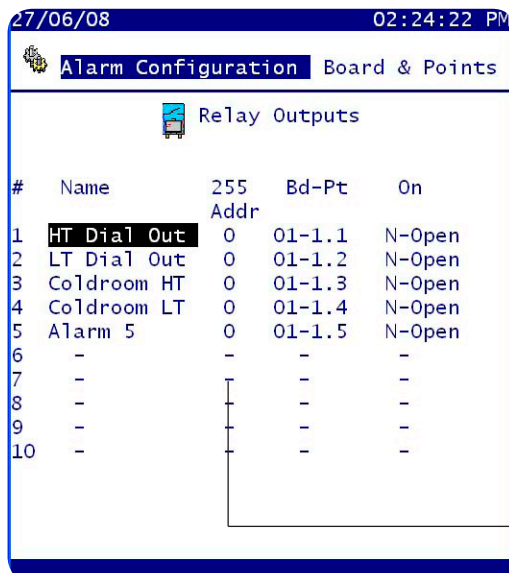 27/06/08 02:24:22 PM
Alarm Configuration Board & Points
Relay Outputs
# Name 255 Bd-Pt On
Addr
1 HT Dial Out 0 01-1.1 N-Open
2 LT Dial Out 0 01-1.2 N-Open
3 Coldroom HT 0 01-1.3 N-Open
4 Coldroom LT 0 01-1.4 N-Open
5 Alarm 5 0 01-1.5 N-Open
6 - - - -
7 - - - -
8 - - - -
9 - - - -
10 - - - -